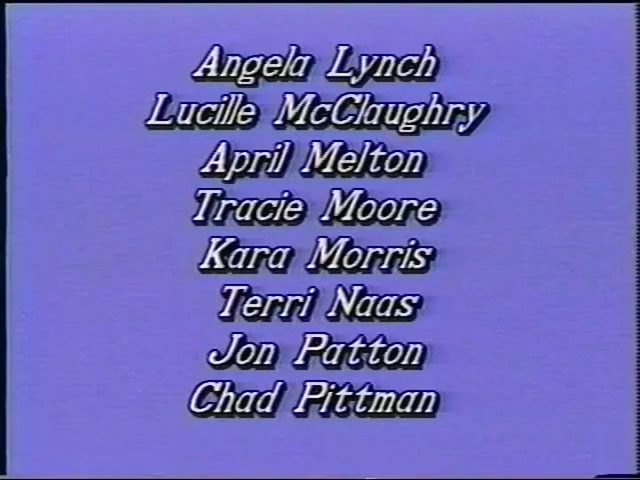 Angela Lynch
Lucille McClaughry
April Melton
Tracie Moore
Kara Morris
Terri Naas
Jon Patton
Chad Pittman